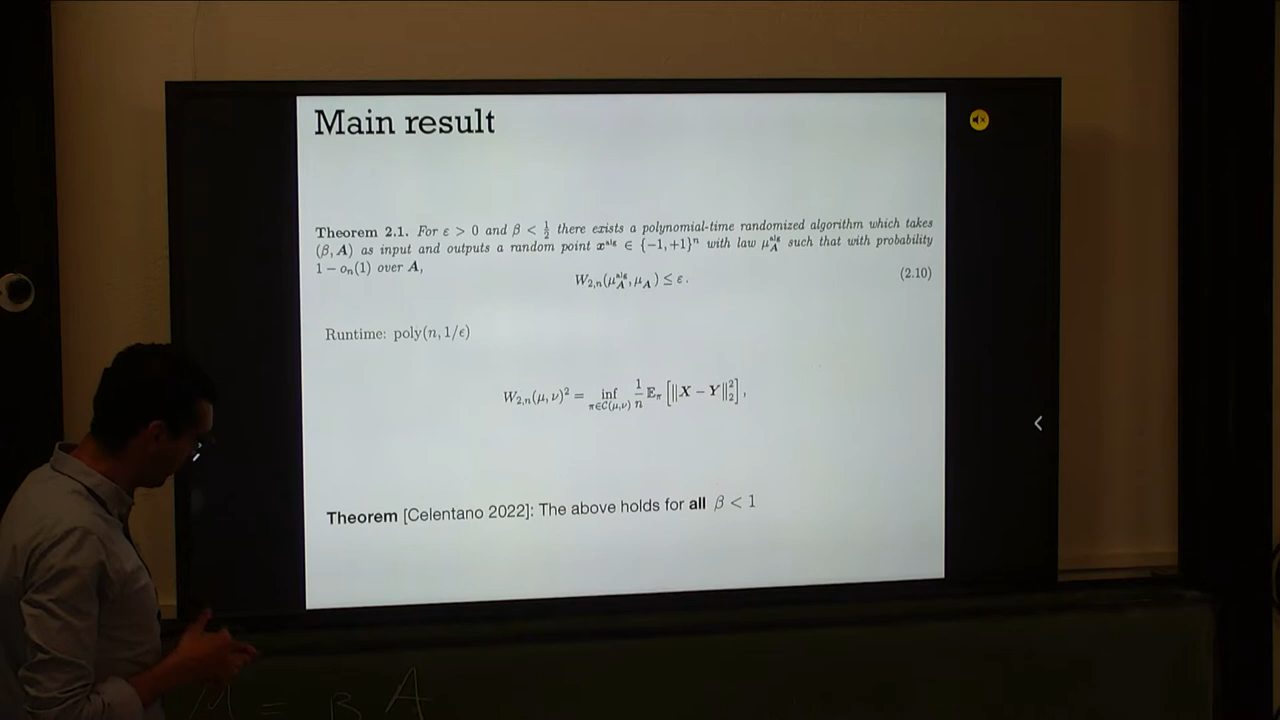 Main result
Theorem 2.1. For ε > 0 and β < 1/2 there exists a polynomial-time randomized algorithm which takes
(β, A) as input and outputs a random point x^alg ∈ {−1, +1}^n with law μ_A^alg such that with probability
1 − o_n(1) over A,
W_{2,n}(μ_A^alg, μ_A) ≤ ε. (2.10)
Runtime: poly(n, 1/ϵ)
W_{2,n}(μ, ν)^2 = inf_{π∈C(μ,ν)} 1/n E_π [‖X − Y‖_2^2],
Theorem [Celentano 2022]: The above holds for all β < 1
M = β A